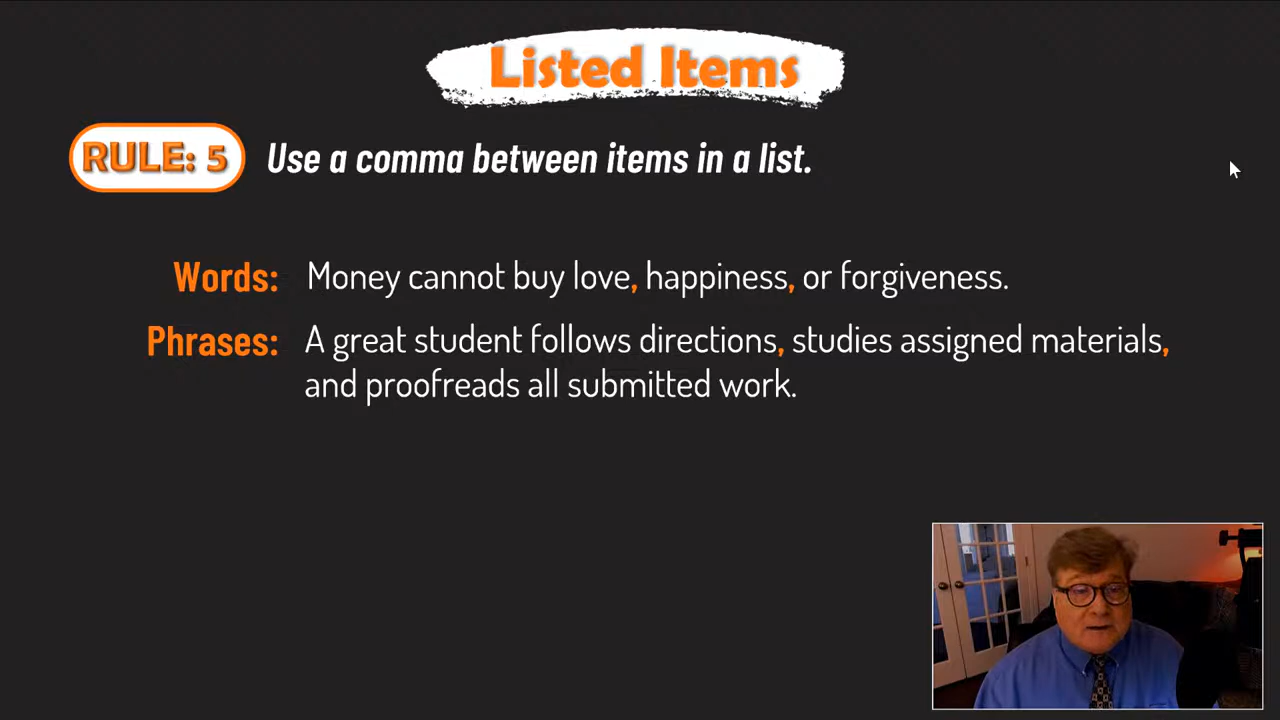 Listed Items
RULE: 5 Use a comma between items in a list.
Words: Money cannot buy love, happiness, or forgiveness.
Phrases: A great student follows directions, studies assigned materials,
and proofreads all submitted work.